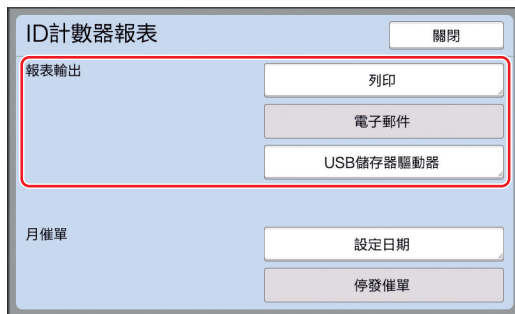 ID計數器報表
關閉
報表輸出
列印
電子郵件
USB儲存器驅動器
月催單
設定日期
停發催單